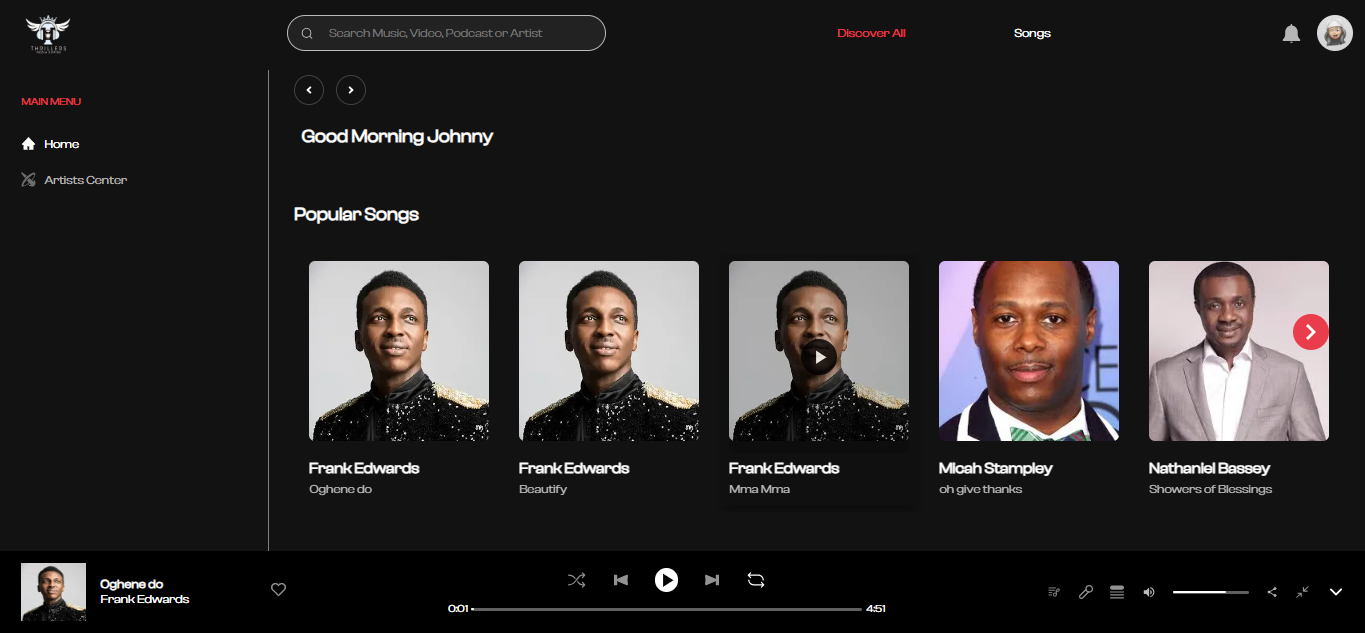 THRILLERS
Search Music, Video, Podcast or Artist
Discover All
Songs
MAIN MENU
Home
Artists Center
Good Morning Johnny
Popular Songs
Frank Edwards
Oghene do
Frank Edwards
Beautify
Frank Edwards
Mma Mma
Micah Stampley
oh give thanks
Nathaniel Bassey
Showers of Blessings
Oghene do
Frank Edwards
0:01
4:51